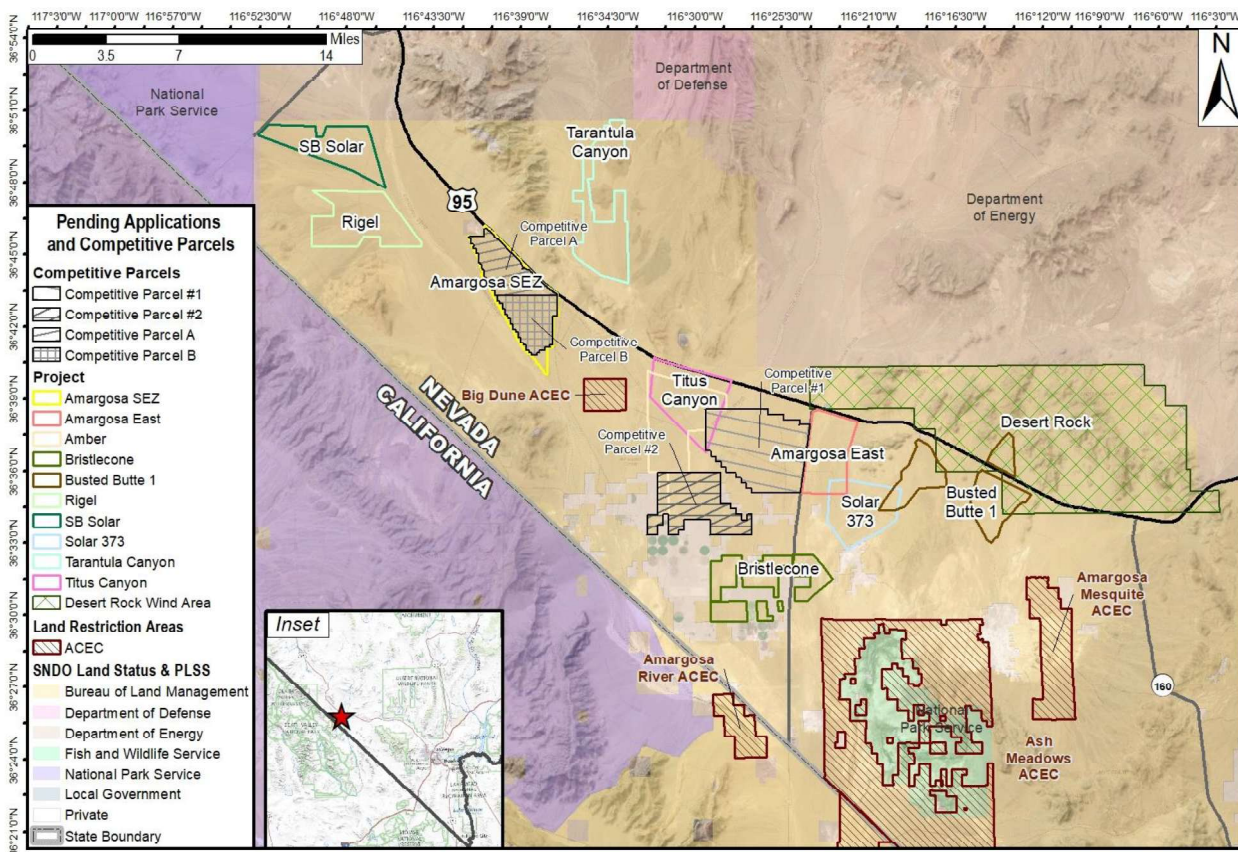 117°3'0"W 117°0'0"W 116°57'0"W 116°54'0"W 116°51'0"W 116°48'0"W 116°43'30"W 116°39'0"W 116°34'30"W 116°30'0"W 116°25'30"W 116°21'0"W 116°16'30"W 116°12'0"W 116°9'0"W 116°6'0"W 116°3'0"W
36°54'0"N
36°51'0"N
36°48'0"N
36°45'0"N
36°42'0"N
36°39'0"N
36°36'0"N
36°33'0"N
36°30'0"N
36°27'0"N
36°24'0"N
36°21'0"N
Miles
0 3.5 7 14
N
National
Park Service
Department
of Defense
SB Solar
Tarantula
Canyon
95
Department
of Energy
Rigel
Competitive
Parcel A
Amargosa SEZ
Competitive
Parcel B
Big Dune ACEC
Titus
Canyon
Competitive
Parcel #1
Competitive
Parcel #2
Amargosa East
Desert Rock
NEVADA
CALIFORNIA
Solar
373
Busted
Butte 1
Bristlecone
Amargosa
Mesquite
ACEC
Amargosa
River ACEC
160
National
Park Service
Ash
Meadows
ACEC
Pending Applications
and Competitive Parcels
Competitive Parcels
Competitive Parcel #1
Competitive Parcel #2
Competitive Parcel A
Competitive Parcel B
Project
Amargosa SEZ
Amargosa East
Amber
Bristlecone
Busted Butte 1
Rigel
SB Solar
Solar 373
Tarantula Canyon
Titus Canyon
Desert Rock Wind Area
Land Restriction Areas
ACEC
SNDO Land Status & PLSS
Bureau of Land Management
Department of Defense
Department of Energy
Fish and Wildlife Service
National Park Service
Local Government
Private
State Boundary
Inset